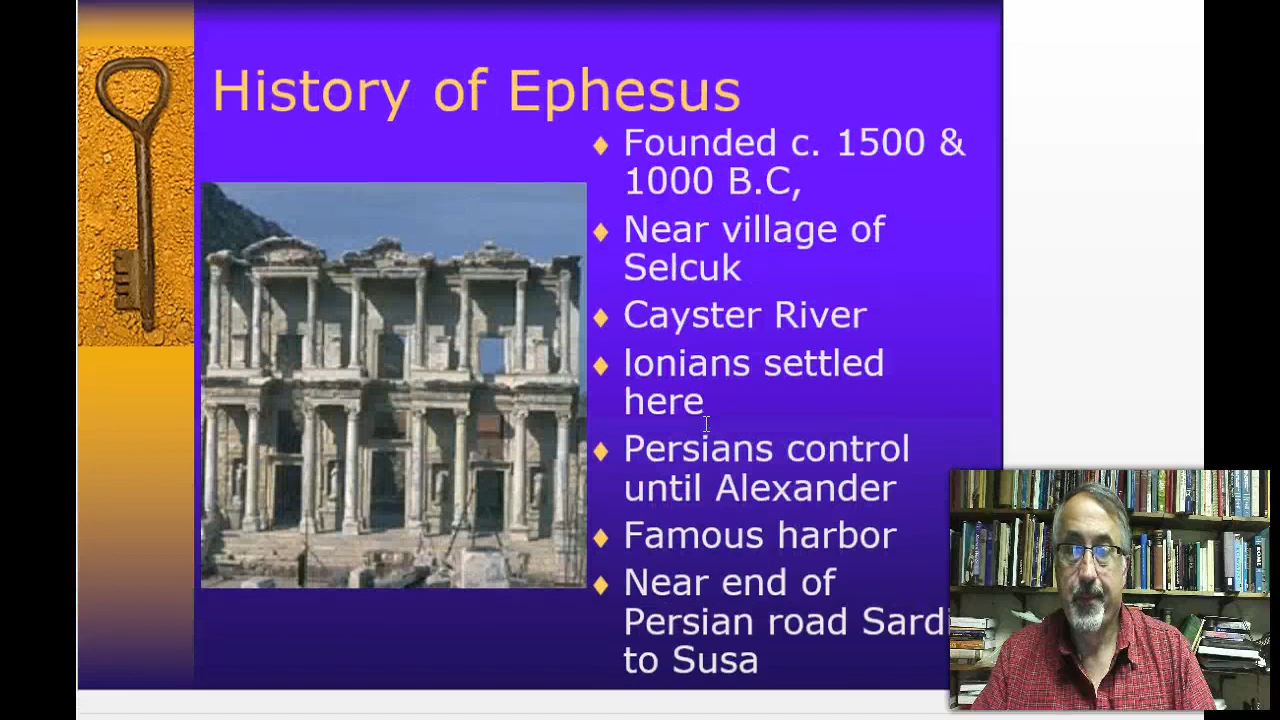 History of Ephesus
Founded c. 1500 &
1000 B.C,
Near village of
Selcuk
Cayster River
Ionians settled
here
Persians control
until Alexander
Famous harbor
Near end of
Persian road Sardi
to Susa